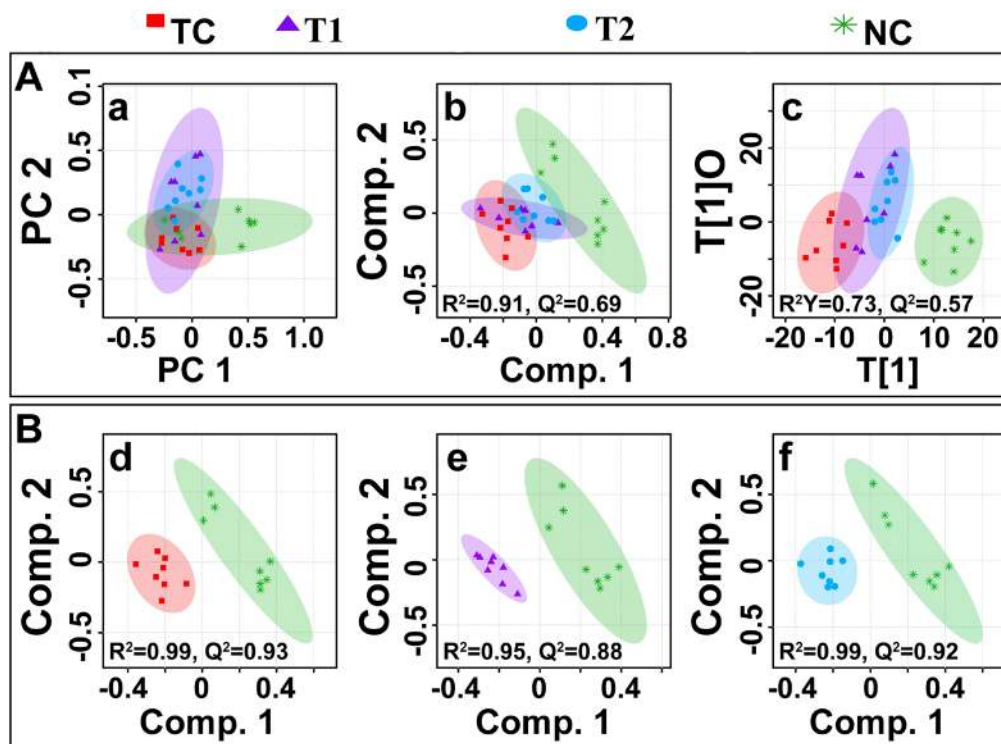 TC T1 T2 NC
A
a
PC 2
0.1
0.5
0.0
-0.5
-0.5 0.0 0.5 1.0
PC 1
b
Comp. 2
0.5
0
-0.5
R²=0.91, Q²=0.69
-0.4 0 0.4 0.8
Comp. 1
c
T[1]O
20
0
-20
R²Y=0.73, Q²=0.57
-20 -10 0 10 20
T[1]
B
d
Comp. 2
0.5
0
-0.5
R²=0.99, Q²=0.93
-0.4 0 0.4
Comp. 1
e
Comp. 2
0.5
0
-0.5
R²=0.95, Q²=0.88
-0.4 0 0.4
Comp. 1
f
Comp. 2
0.5
0
-0.5
R²=0.99, Q²=0.92
-0.4 0 0.4
Comp. 1